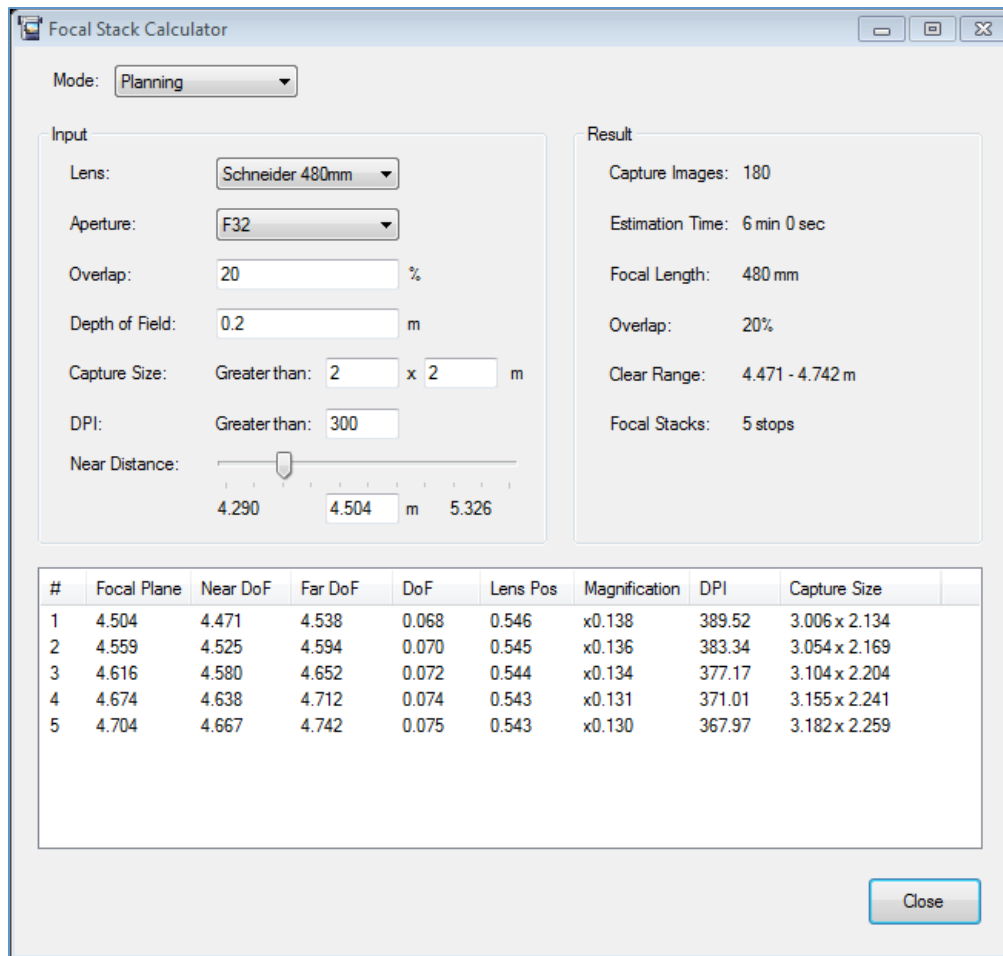 Focal Stack Calculator
Mode: Planning
Input
Lens: Schneider 480mm
Aperture: F32
Overlap: 20 %
Depth of Field: 0.2 m
Capture Size: Greater than: 2 x 2 m
DPI: Greater than: 300
Near Distance:
4.290 4.504 m 5.326
Result
Capture Images: 180
Estimation Time: 6 min 0 sec
Focal Length: 480 mm
Overlap: 20%
Clear Range: 4.471 - 4.742 m
Focal Stacks: 5 stops
# Focal Plane Near DoF Far DoF DoF Lens Pos Magnification DPI Capture Size
1 4.504 4.471 4.538 0.068 0.546 x0.138 389.52 3.006 x 2.134
2 4.559 4.525 4.594 0.070 0.545 x0.136 383.34 3.054 x 2.169
3 4.616 4.580 4.652 0.072 0.544 x0.134 377.17 3.104 x 2.204
4 4.674 4.638 4.712 0.074 0.543 x0.131 371.01 3.155 x 2.241
5 4.704 4.667 4.742 0.075 0.543 x0.130 367.97 3.182 x 2.259
Close